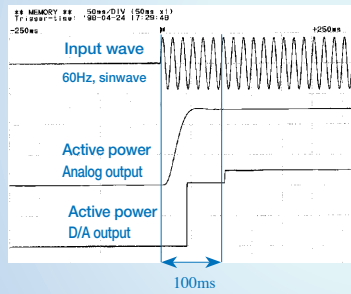 ** MEMORY ** 50ms/DIV (50ms x1)
Trigger-time: '98-04-24 17:29:49
-250ms +250ms
Input wave
60Hz, sinwave
Active power
Analog output
Active power
D/A output
100ms